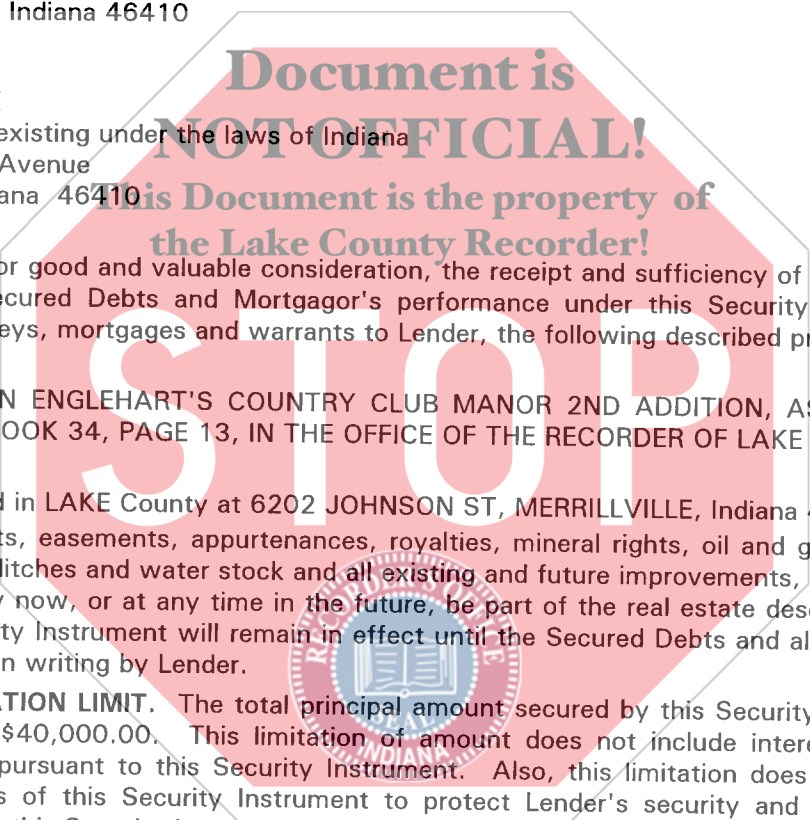 Indiana 46410
Document is
NOT OFFICIAL!
existing under the laws of Indiana
Avenue
ana 46410
This Document is the property of
the Lake County Recorder!
or good and valuable consideration, the receipt and sufficiency of
ecured Debts and Mortgagor's performance under this Security
eys, mortgages and warrants to Lender, the following described pr
STOP
N ENGLEHART'S COUNTRY CLUB MANOR 2ND ADDITION, AS
OOK 34, PAGE 13, IN THE OFFICE OF THE RECORDER OF LAKE
d in LAKE County at 6202 JOHNSON ST, MERRILLVILLE, Indiana
ts, easements, appurtenances, royalties, mineral rights, oil and g
litches and water stock and all existing and future improvements,
y now, or at any time in the future, be part of the real estate desc
ty Instrument will remain in effect until the Secured Debts and al
n writing by Lender.
RECORDER'S OFFICE
SEAL
INDIANA
ATION LIMIT. The total principal amount secured by this Security
$40,000.00. This limitation of amount does not include intere
pursuant to this Security Instrument. Also, this limitation does
s of this Security Instrument to protect Lender's security and